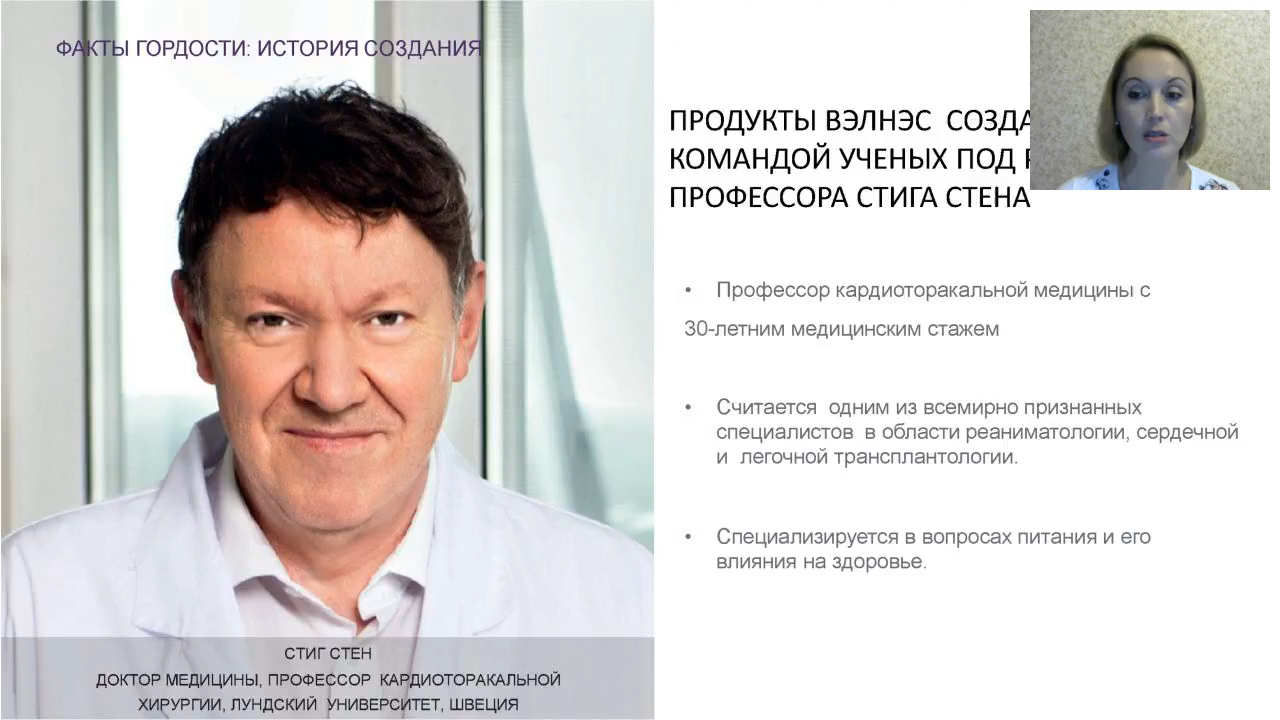 ФАКТЫ ГОРДОСТИ: ИСТОРИЯ СОЗДАНИЯ
ПРОДУКТЫ ВЭЛНЭС СОЗДА
КОМАНДОЙ УЧЕНЫХ ПОД
ПРОФЕССОРА СТИГА СТЕНА
• Профессор кардиоторакальной медицины с
30-летним медицинским стажем
• Считается одним из всемирно признанных
специалистов в области реаниматологии, сердечной
и легочной трансплантологии.
• Специализируется в вопросах питания и его
влияния на здоровье.
СТИГ СТЕН
ДОКТОР МЕДИЦИНЫ, ПРОФЕССОР КАРДИОТОРАКАЛЬНОЙ
ХИРУРГИИ, ЛУНДСКИЙ УНИВЕРСИТЕТ, ШВЕЦИЯ